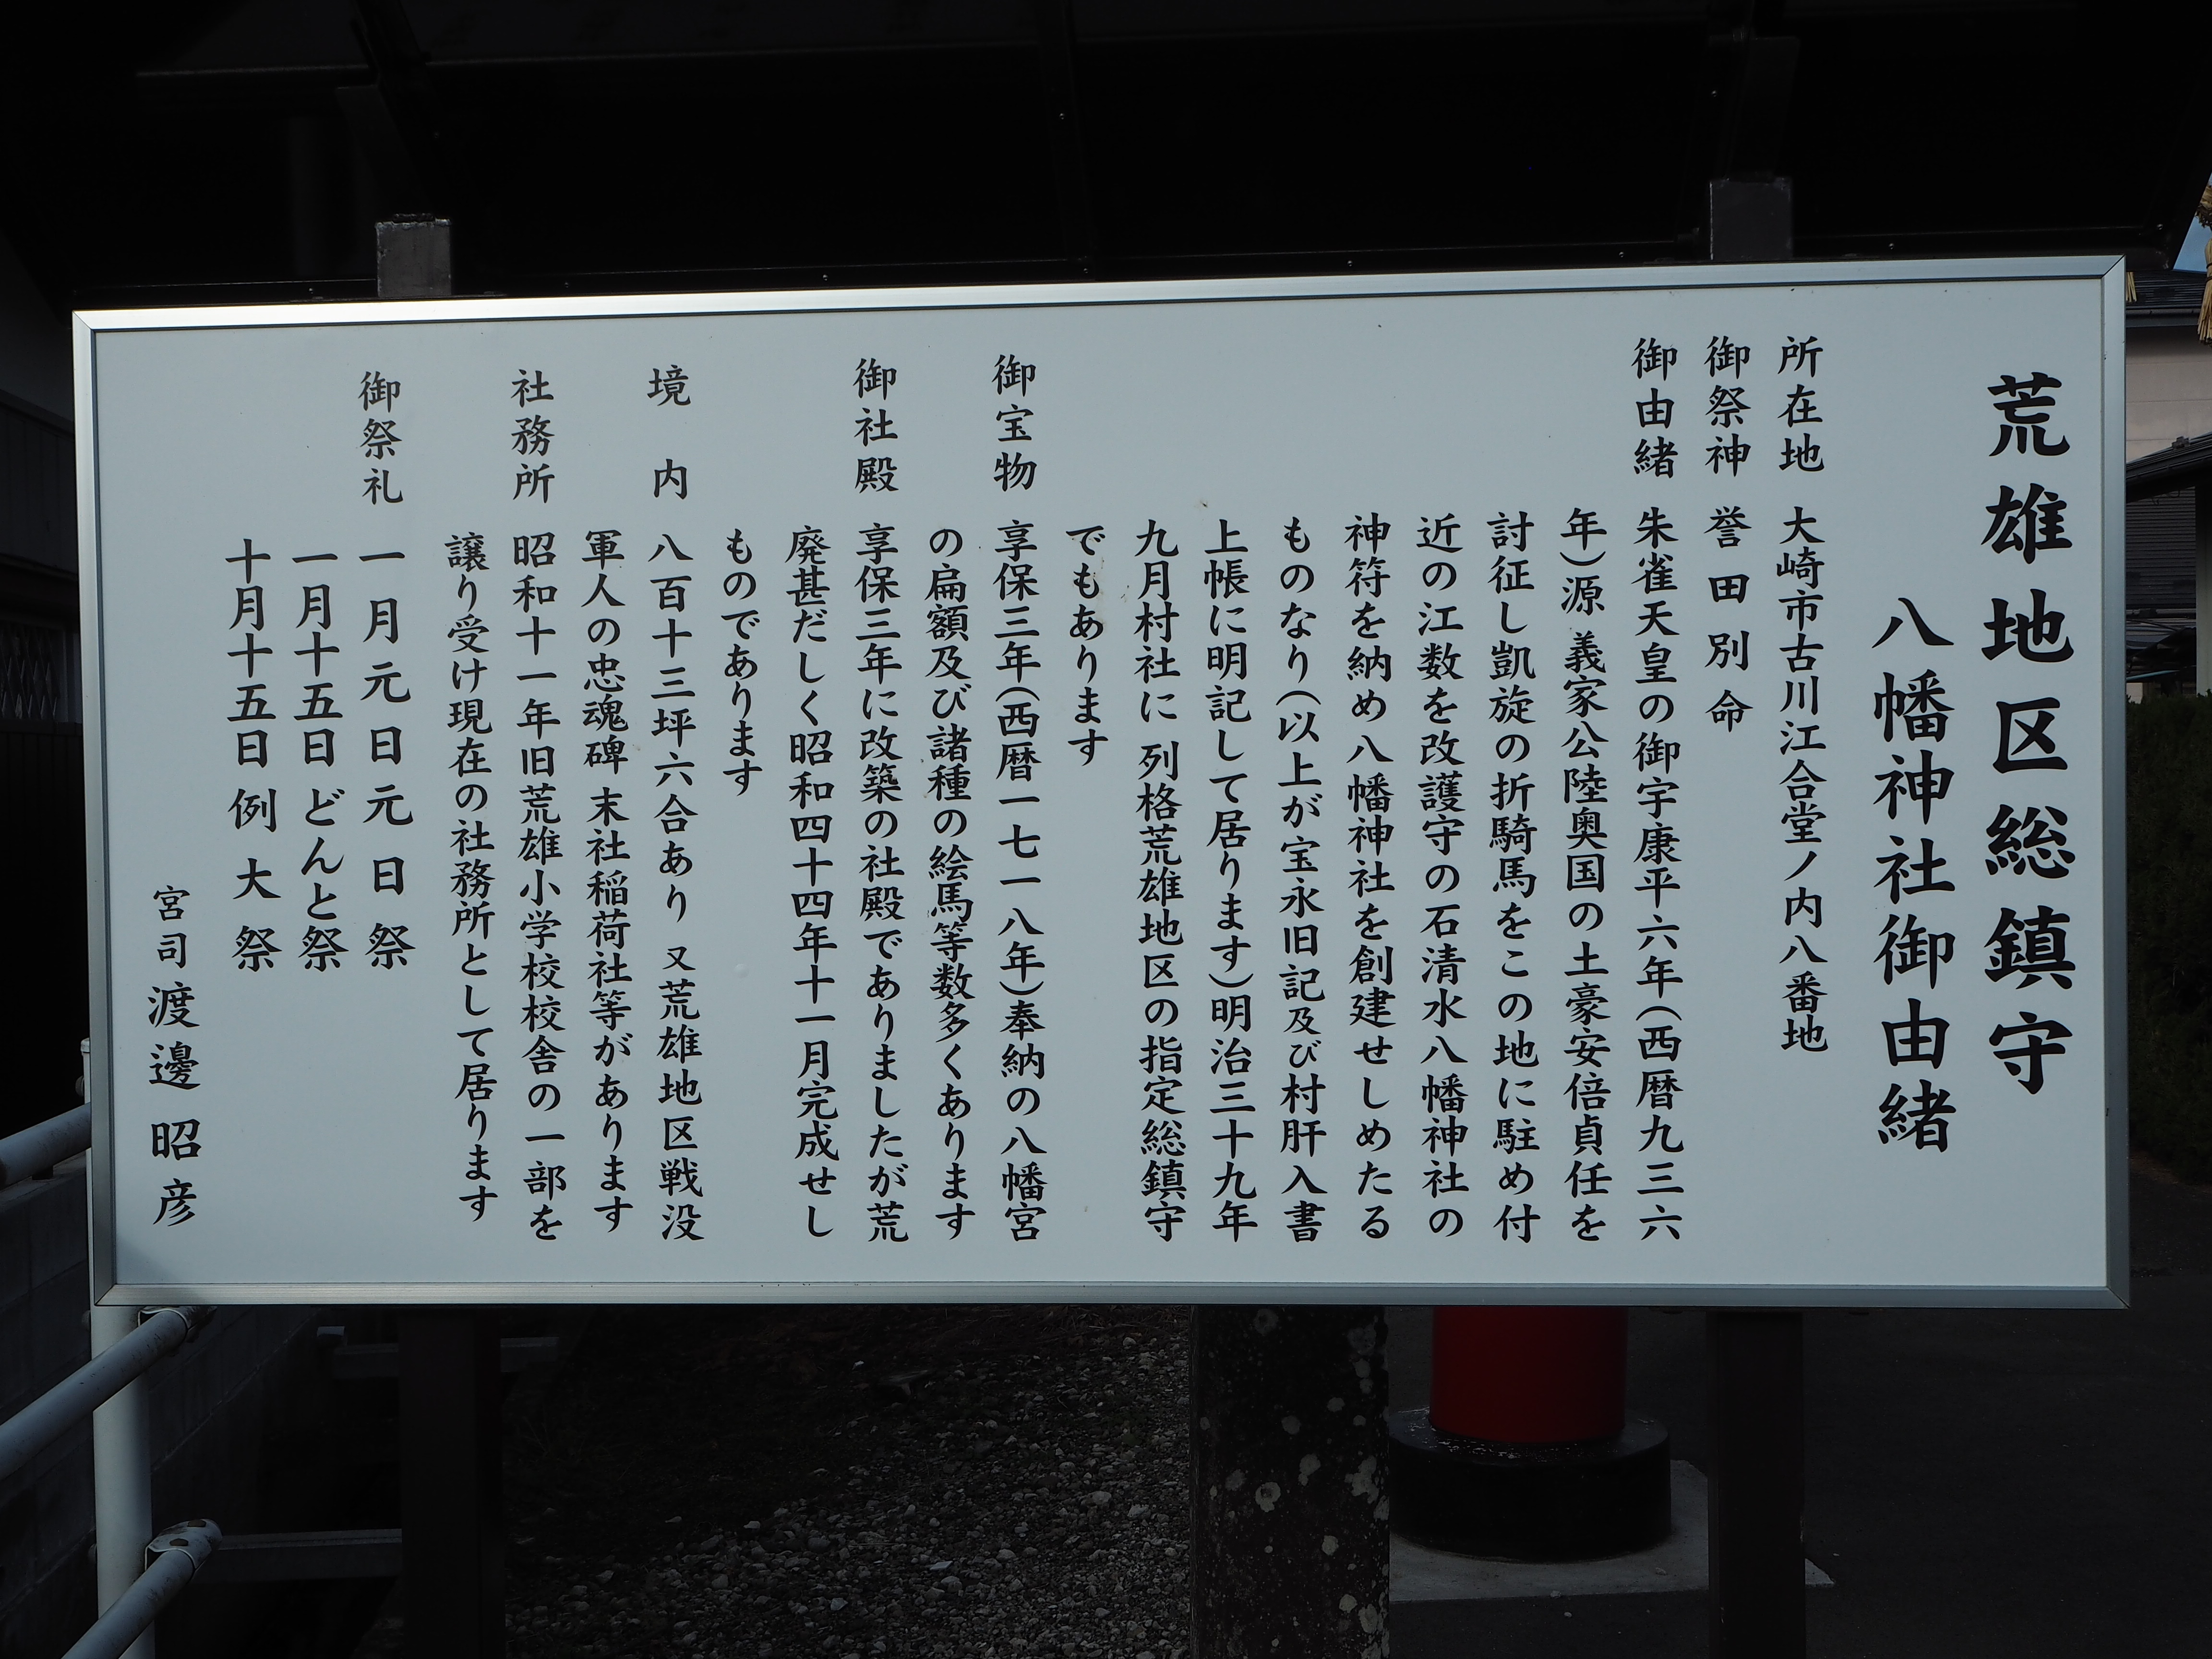 荒雄地区総鎮守
八幡神社御由緒
所在地 大崎市古川江合堂ノ内八番地
御祭神 誉田別命
御由緒 朱雀天皇の御宇康平六年(西暦九三六
年)源 義家公陸奥国の土豪安倍貞任を
討征し凱旋の折騎馬をこの地に駐め付
近の江数を改護守の石清水八幡神社の
神符を納め八幡神社を創建せしめたる
ものなり(以上が宝永旧記及び村肝入書
上帳に明記して居ります)明治三十九年
九月村社に 列格荒雄地区の指定総鎮守
でもあります
御宝物 享保三年(西暦一七一八年)奉納の八幡宮
の扁額及び諸種の絵馬等数多くあります
御社殿 享保三年に改築の社殿でありましたが荒
廃甚だしく昭和四十四年十一月完成せし
ものであります
境内 八百十三坪六合あり 又荒雄地区戦没
軍人の忠魂碑 末社稲荷社等があります
社務所 昭和十一年旧荒雄小学校校舎の一部を
譲り受け現在の社務所として居ります
御祭礼 一月元日元日祭
一月十五日どんと祭
十月十五日例大祭
宮司 渡邊昭彦